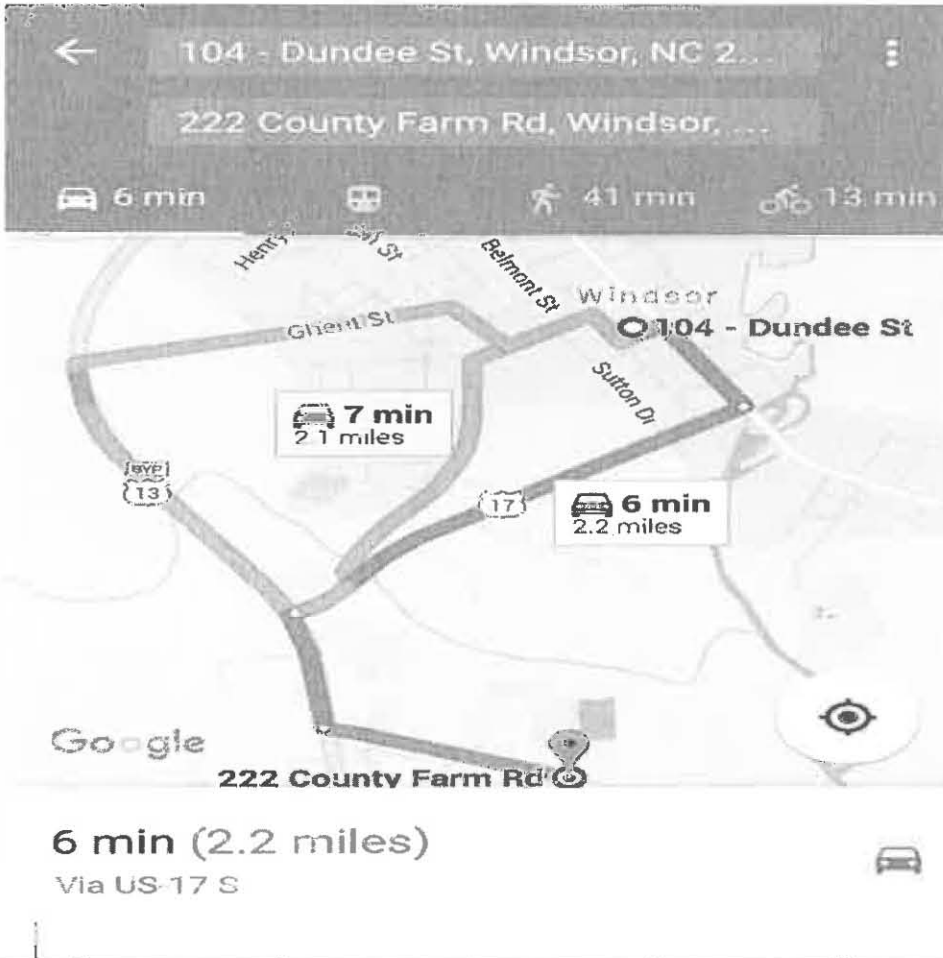 104 - Dundee St, Windsor, NC 2...
222 County Farm Rd, Windsor, ...
6 min
41 min
13 min
Henry
St
Belmont St
Windsor
Ghent St
104 - Dundee St
Sutton Dr
7 min
2.1 miles
BYP
13
17
6 min
2.2 miles
Google
222 County Farm Rd
6 min (2.2 miles)
Via US-17 S